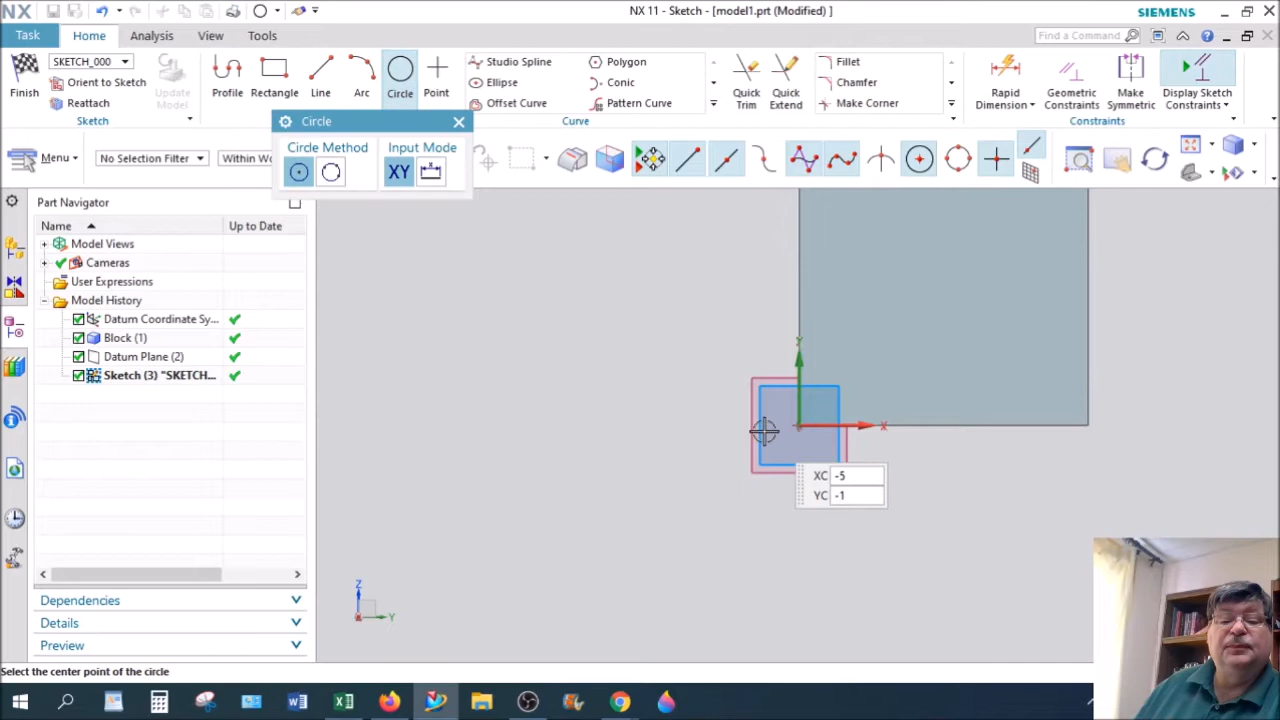 NX
NX 11 - Sketch - [model1.prt (Modified) ]
SIEMENS
Task
Home
Analysis
View
Tools
Find a Command
Finish
SKETCH_000
Orient to Sketch
Reattach
Update
Model
Sketch
Profile
Rectangle
Line
Arc
Circle
Point
Studio Spline
Ellipse
Offset Curve
Polygon
Conic
Pattern Curve
Curve
Quick
Trim
Quick
Extend
Fillet
Chamfer
Make Corner
Rapid
Dimension
Geometric
Constraints
Make
Symmetric
Display Sketch
Constraints
Constraints
Circle
Circle Method
Input Mode
XY
Menu
No Selection Filter
Within Wo
Part Navigator
Name
Up to Date
Model Views
Cameras
User Expressions
Model History
Datum Coordinate Sy...
Block (1)
Datum Plane (2)
Sketch (3) "SKETCH...
Y
X
XC -5
YC -1
Z
X
Y
Dependencies
Details
Preview
Select the center point of the circle